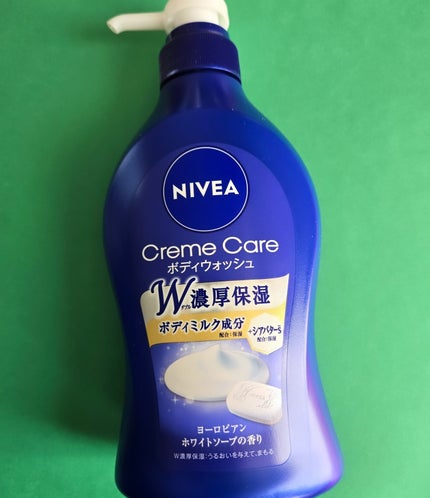 NIVEA
Creme Care
ボディウォッシュ
W濃厚保湿
ダブル
ボディミルク成分*
配合:保湿
+シアバター*S
配合:保湿
ヨーロピアン
ホワイトソープの香り
W濃厚保湿:うるおいを与えて、まもる